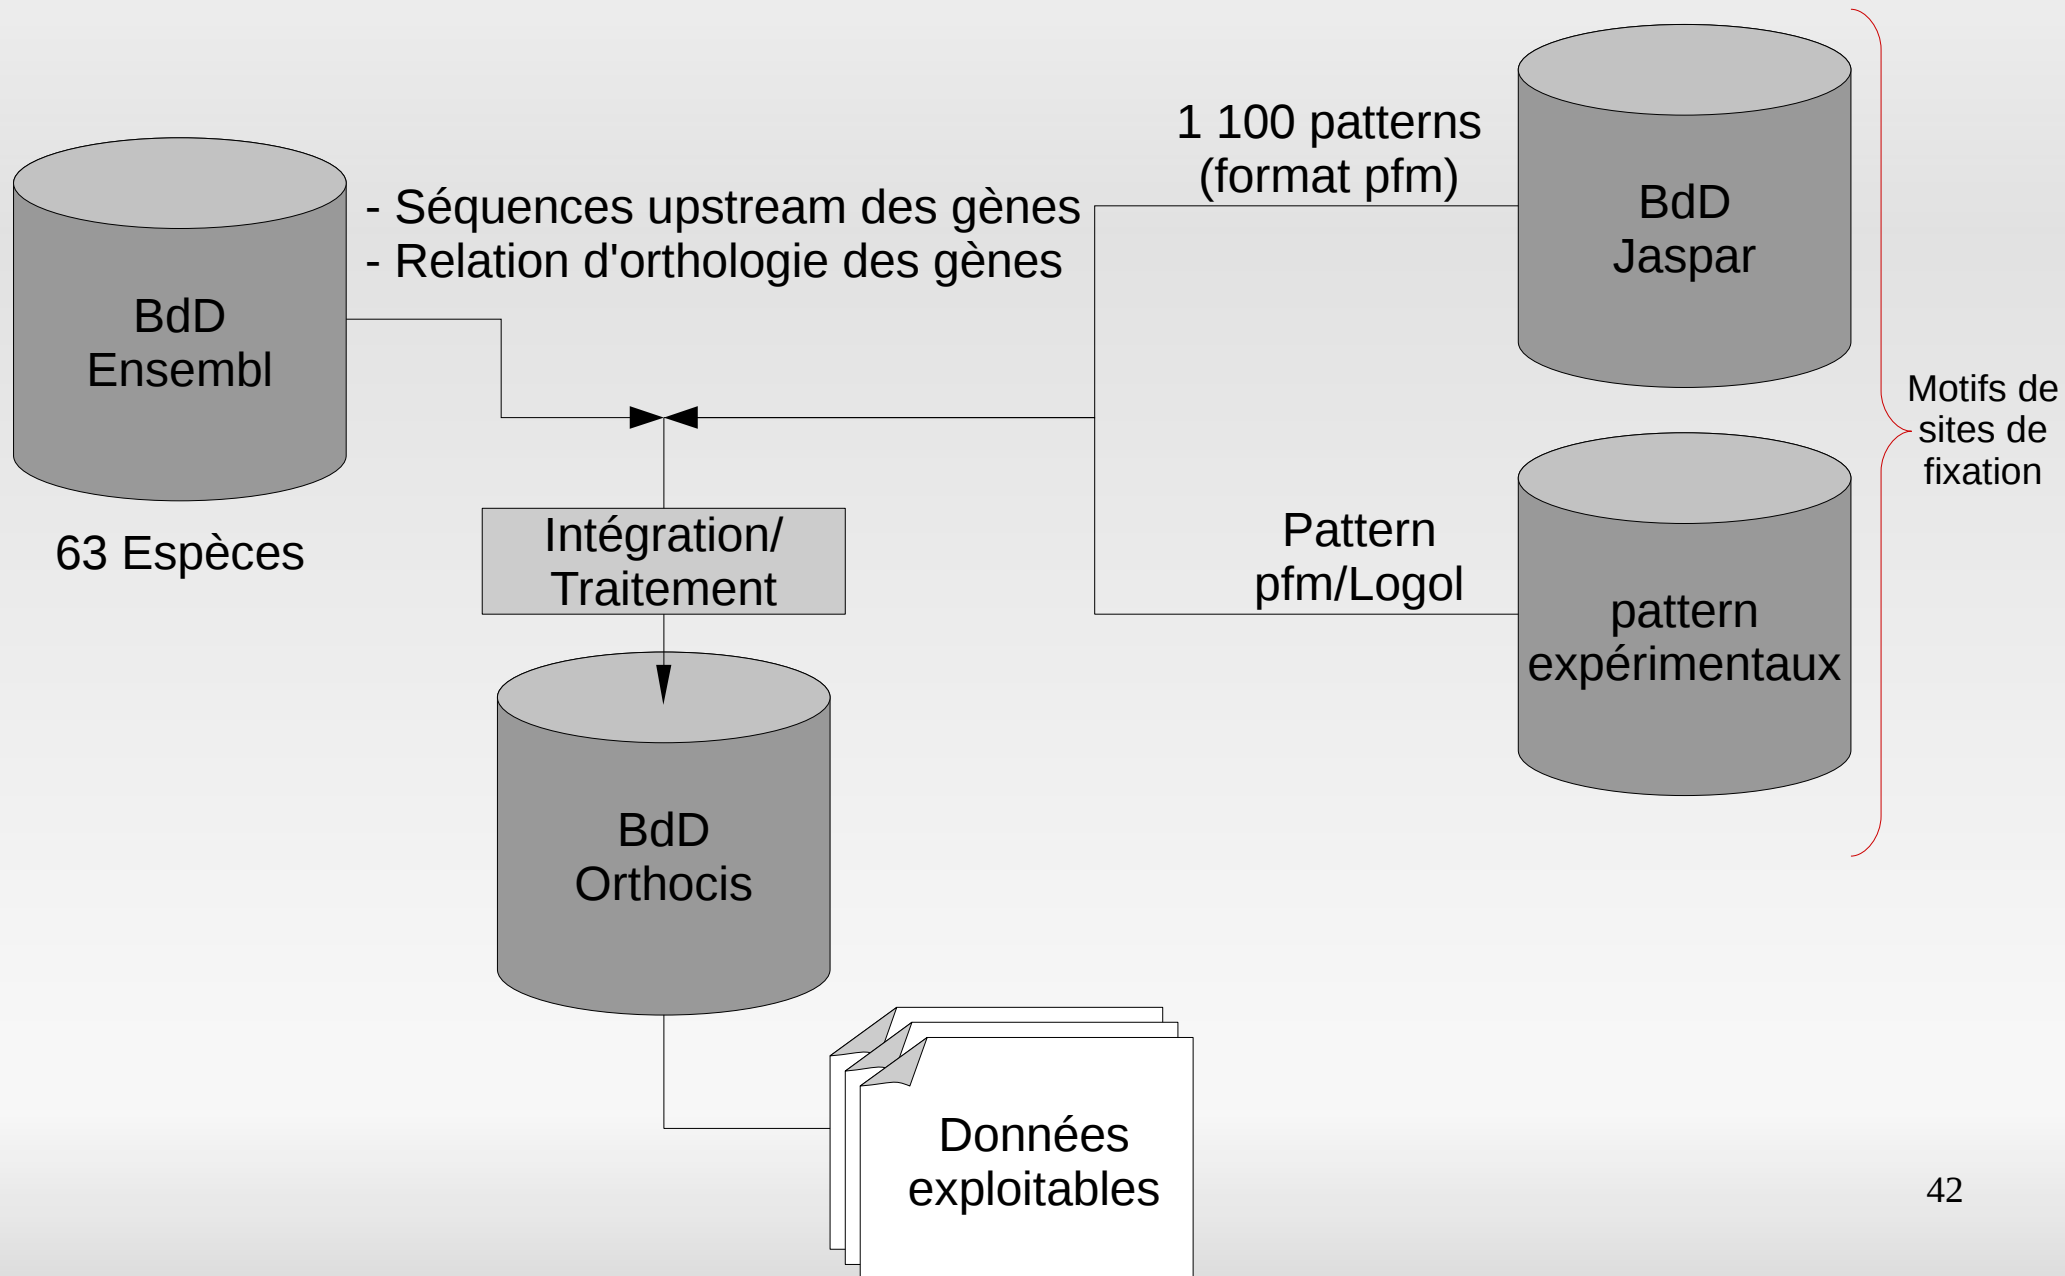 1 100 patterns
(format pfm)
BdD
Jaspar
- Séquences upstream des gènes
- Relation d'orthologie des gènes
BdD
Ensembl
63 Espèces
Motifs de
sites de
fixation
Intégration/
Traitement
Pattern
pfm/Logol
pattern
expérimentaux
BdD
Orthocis
Données
exploitables
42